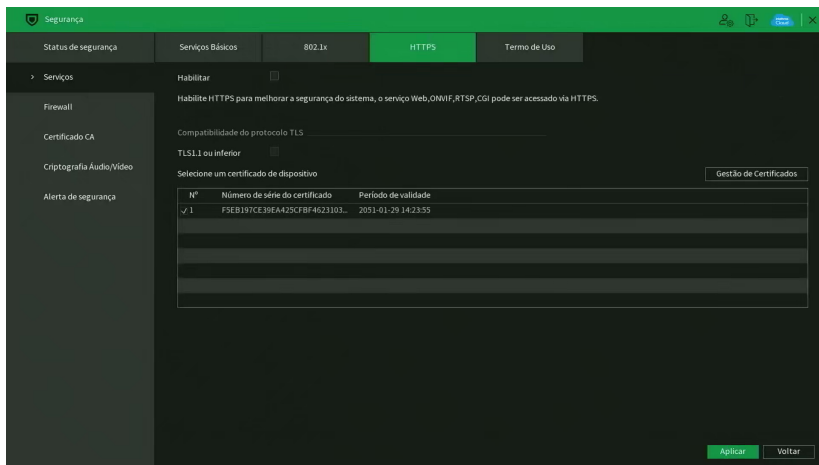 Segurança
Status de segurança
Serviços Básicos
802.1x
HTTPS
Termo de Uso
> Serviços
Habilitar
Habilite HTTPS para melhorar a segurança do sistema, o serviço Web,ONVIF,RTSP,CGI pode ser acessado via HTTPS.
Firewall
Compatibilidade do protocolo TLS
Certificado CA
TLS1.1 ou inferior
Criptografia Áudio/Vídeo
Selecione um certificado de dispositivo
Gestão de Certificados
Alerta de segurança
Nº Número de série do certificado Período de validade
1 F5EB197CE39EA425CFBF4623103... 2051-01-29 14:23:55
Aplicar
Voltar